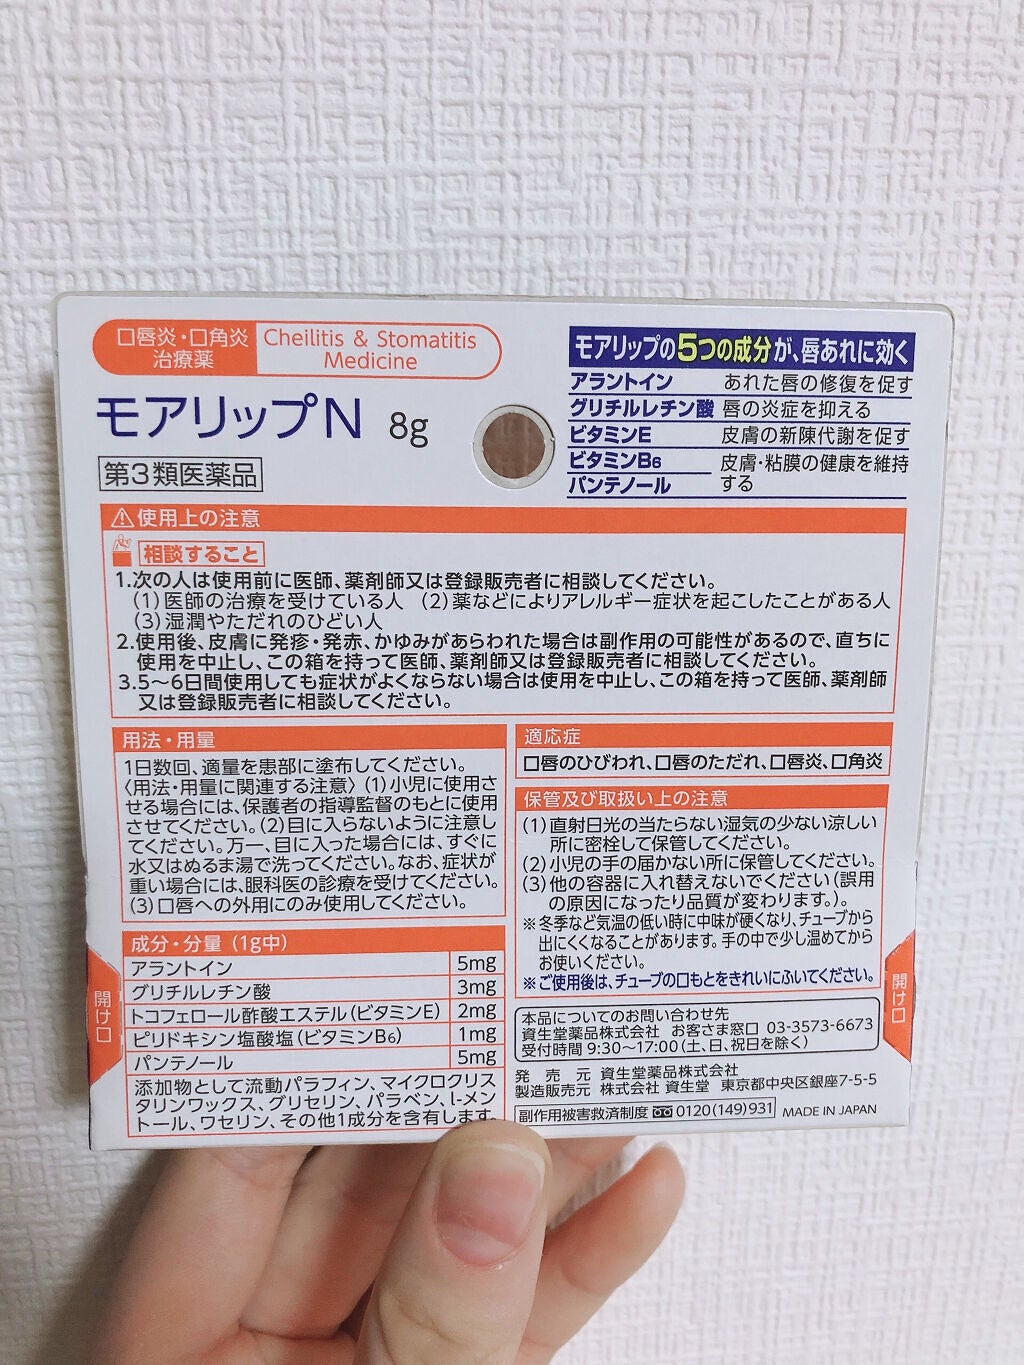 口唇炎・口角炎
治療薬
Cheilitis & Stomatitis
Medicine
モアリップN 8g
第3類医薬品
モアリップの5つの成分が、唇あれに効く
アラントイン あれた唇の修復を促す
グリチルレチン酸 唇の炎症を抑える
ビタミンE 皮膚の新陳代謝を促す
ビタミンB6 皮膚・粘膜の健康を維持
パンテノール する
⚠使用上の注意
相談すること
1.次の人は使用前に医師、薬剤師又は登録販売者に相談してください。
(1)医師の治療を受けている人 (2)薬などによりアレルギー症状を起こしたことがある人
(3)湿潤やただれのひどい人
2.使用後、皮膚に発疹・発赤、かゆみがあらわれた場合は副作用の可能性があるので、直ちに
使用を中止し、この箱を持って医師、薬剤師又は登録販売者に相談してください。
3.5〜6日間使用しても症状がよくならない場合は使用を中止し、この箱を持って医師、薬剤師
又は登録販売者に相談してください。
用法・用量
1日数回、適量を患部に塗布してください。
〈用法・用量に関連する注意〉(1)小児に使用さ
せる場合には、保護者の指導監督のもとに使用
させてください。(2)目に入らないように注意し
てください。万一、目に入った場合には、すぐに
水又はぬるま湯で洗ってください。なお、症状が
重い場合には、眼科医の診療を受けてください。
(3)口唇への外用にのみ使用してください。
成分・分量(1g中)
アラントイン 5mg
グリチルレチン酸 3mg
トコフェロール酢酸エステル(ビタミンE) 2mg
ピリドキシン塩酸塩(ビタミンB6) 1mg
パンテノール 5mg
添加物として流動パラフィン、マイクロクリス
タリンワックス、グリセリン、パラベン、l-メン
トール、ワセリン、その他1成分を含有します。
適応症
口唇のひびわれ、口唇のただれ、口唇炎、口角炎
保管及び取扱い上の注意
(1)直射日光の当たらない湿気の少ない涼しい
所に密栓して保管してください。
(2)小児の手の届かない所に保管してください。
(3)他の容器に入れ替えないでください(誤用
の原因になったり品質が変わります。)。
※冬季など気温の低い時に中味が硬くなり、チューブから
出にくくなることがあります。手の中で少し温めてから
お使いください。
※ご使用後は、チューブの口もとをきれいにふいてください。
本品についてのお問い合わせ先
資生堂薬品株式会社 お客さま窓口 03-3573-6673
受付時間 9:30〜17:00(土、日、祝日を除く)
発売元 資生堂薬品株式会社
製造販売元 株式会社 資生堂 東京都中央区銀座7-5-5
副作用被害救済制度 0120(149)931 MADE IN JAPAN
開け口
開け口